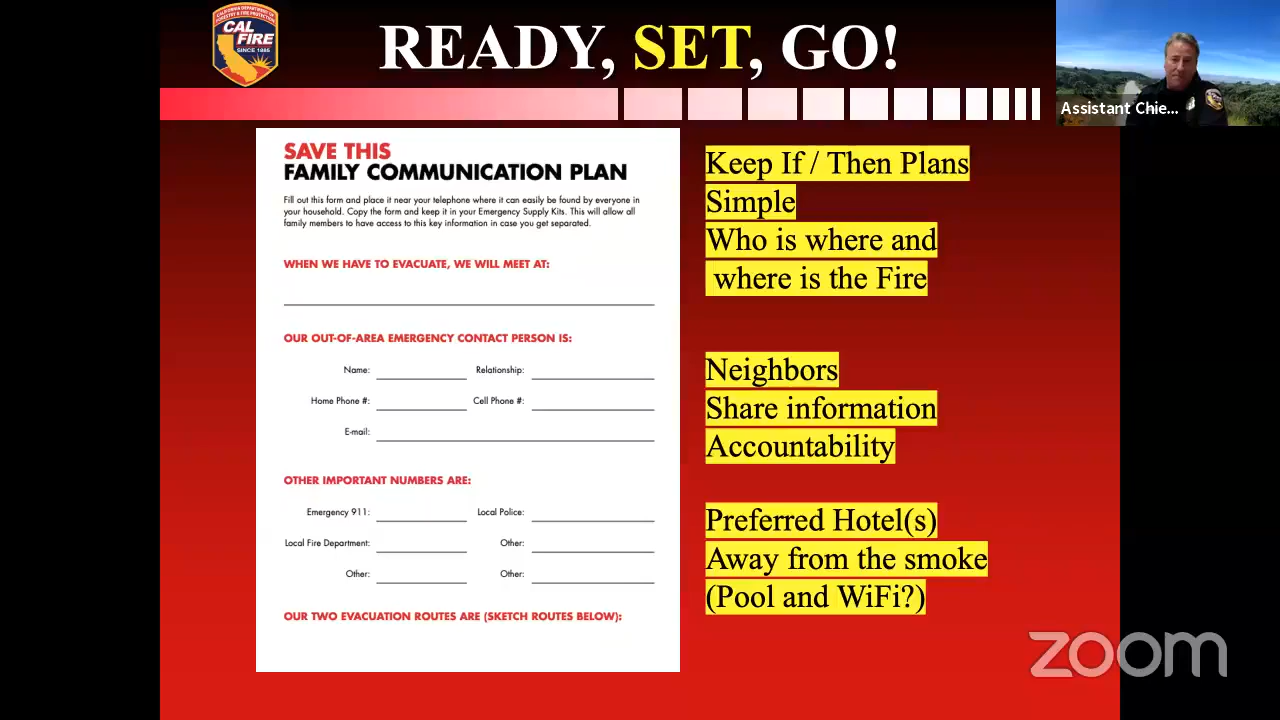 CALIFORNIA DEPARTMENT OF
FORESTRY & FIRE PROTECTION
CAL
FIRE
SINCE 1885
READY, SET, GO!
Assistant Chie...
SAVE THIS
FAMILY COMMUNICATION PLAN
Fill out this form and place it near your telephone where it can easily be found by everyone in
your household. Copy the form and keep it in your Emergency Supply Kits. This will allow all
family members to have access to this key information in case you get separated.
WHEN WE HAVE TO EVACUATE, WE WILL MEET AT:
OUR OUT-OF-AREA EMERGENCY CONTACT PERSON IS:
Name:
Relationship:
Home Phone #:
Cell Phone #:
E-mail:
OTHER IMPORTANT NUMBERS ARE:
Emergency 911:
Local Police:
Local Fire Department:
Other:
Other:
Other:
OUR TWO EVACUATION ROUTES ARE (SKETCH ROUTES BELOW):
Keep If / Then Plans
Simple
Who is where and
where is the Fire
Neighbors
Share information
Accountability
Preferred Hotel(s)
Away from the smoke
(Pool and WiFi?)
zoom